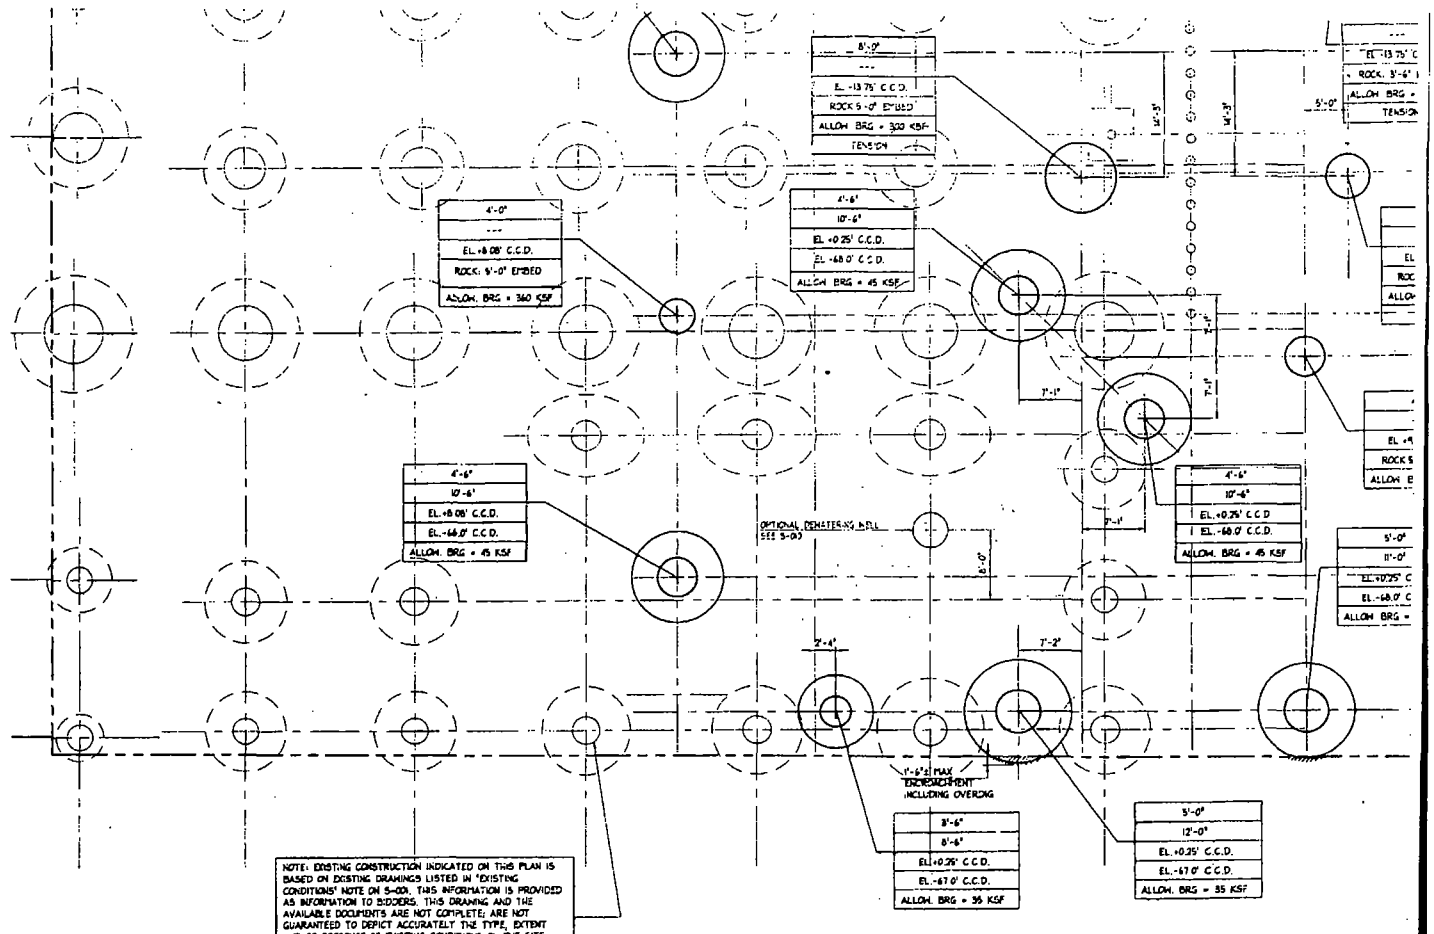 8'-0"
---
EL. -13.75' C.C.D.
ROCK 5'-0" EMBED
ALLOW. BRG = 300 KSF
TENSION
---
EL -13.75' C
ROCK: 3'-6"
ALLOW BRG =
TENSION
14'-3"
14'-3"
5'-0"
4'-0"
---
EL.+8.08' C.C.D.
ROCK: 5'-0" EMBED
ALLOW. BRG = 360 KSF
4'-6"
10'-6"
EL +0.25' C.C.D.
EL -68.0' C.C.D.
ALLOW. BRG = 45 KSF
EL
ROC
ALLOW
7'-1"
7'-1"
7'-1"
EL +9
ROCK 5
ALLOW B
4'-6"
10'-6"
EL.+8.08' C.C.D.
EL.-68.0' C.C.D.
ALLOW. BRG = 45 KSF
4'-6"
10'-6"
EL.+0.25' C.C.D
EL.-68.0' C.C.D.
ALLOW. BRG = 45 KSF
7'-1"
OPTIONAL DEWATERING WELL
SEE S-013
8'-0"
5'-0"
11'-0"
EL.+0.25' C
EL.-68.0' C
ALLOW BRG =
2'-4"
7'-2"
1'-6"± MAX
ENCROACHMENT
INCLUDING OVERDIG
3'-6"
8'-6"
EL.+0.25' C.C.D.
EL.-67.0' C.C.D.
ALLOW. BRG = 35 KSF
5'-0"
12'-0"
EL.+0.25' C.C.D.
EL.-67.0' C.C.D.
ALLOW. BRG = 35 KSF
NOTE: EXISTING CONSTRUCTION INDICATED ON THIS PLAN IS
BASED ON EXISTING DRAWINGS LISTED IN "EXISTING
CONDITIONS" NOTE ON S-001. THIS INFORMATION IS PROVIDED
AS INFORMATION TO BIDDERS. THIS DRAWING AND THE
AVAILABLE DOCUMENTS ARE NOT COMPLETE; ARE NOT
GUARANTEED TO DEPICT ACCURATELY THE TYPE, EXTENT